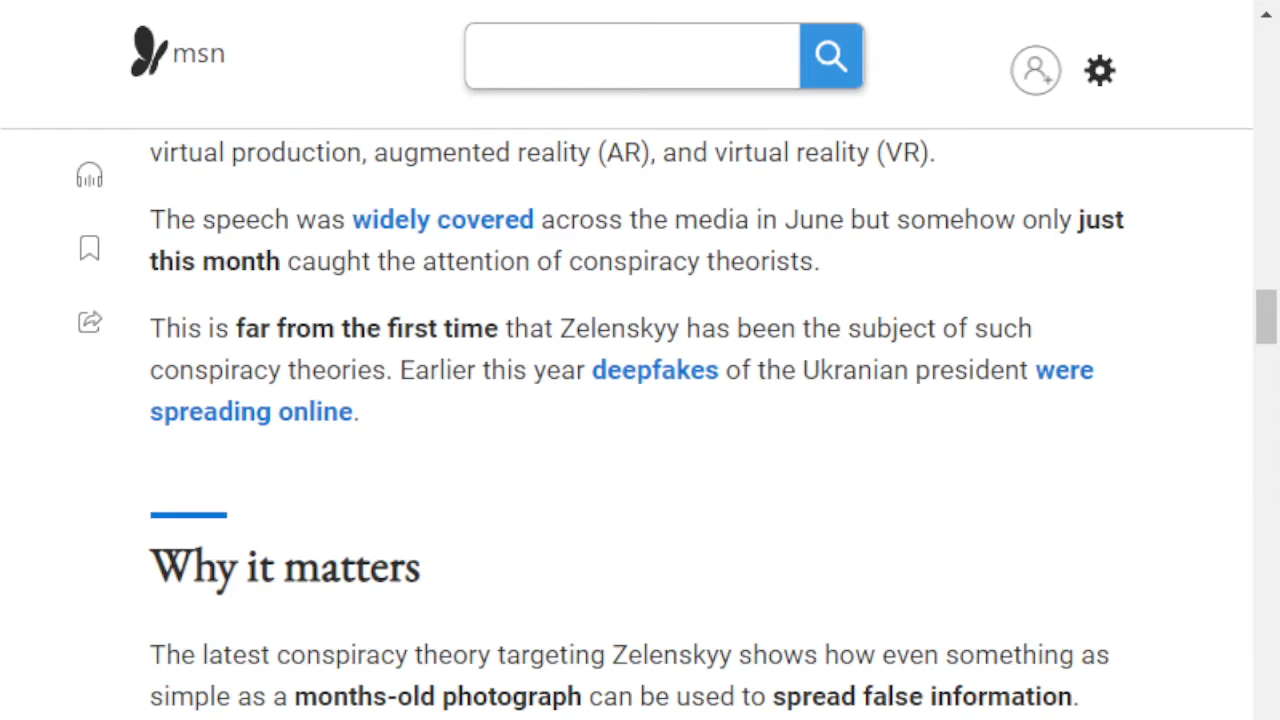 msn
virtual production, augmented reality (AR), and virtual reality (VR).
The speech was widely covered across the media in June but somehow only just
this month caught the attention of conspiracy theorists.
This is far from the first time that Zelenskyy has been the subject of such
conspiracy theories. Earlier this year deepfakes of the Ukranian president were
spreading online.
Why it matters
The latest conspiracy theory targeting Zelenskyy shows how even something as
simple as a months-old photograph can be used to spread false information.